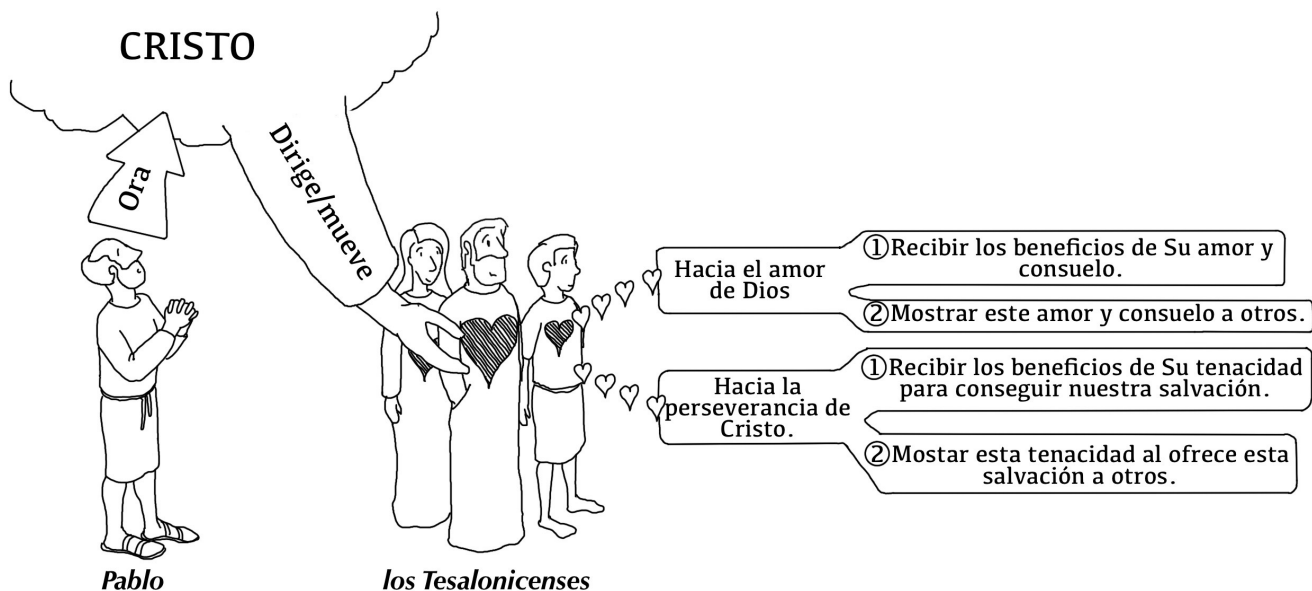 CRISTO
Ora
Dirige/mueve
Hacia el amor
de Dios
①Recibir los beneficios de Su amor y
consuelo.
②Mostrar este amor y consuelo a otros.
Hacia la
perseverancia de
Cristo.
①Recibir los beneficios de Su tenacidad
para conseguir nuestra salvación.
②Mostar esta tenacidad al ofrece esta
salvación a otros.
Pablo
los Tesalonicenses